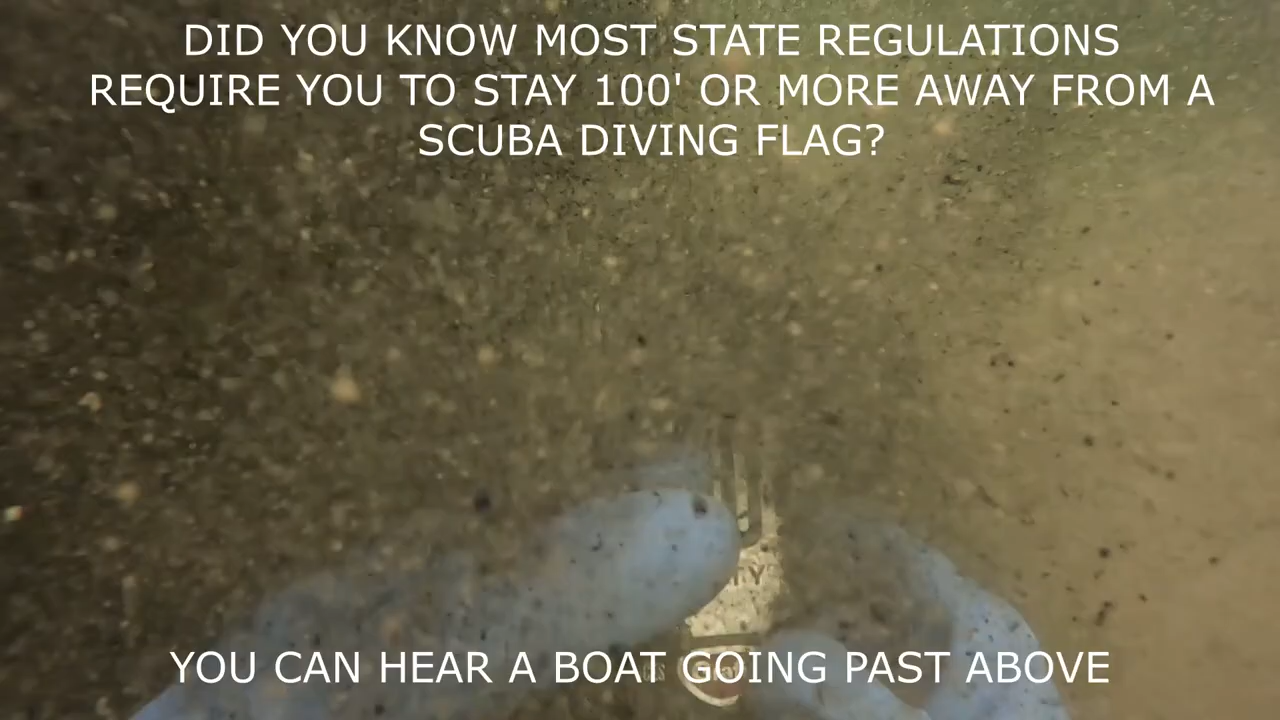 DID YOU KNOW MOST STATE REGULATIONS
REQUIRE YOU TO STAY 100' OR MORE AWAY FROM A
SCUBA DIVING FLAG?
YOU CAN HEAR A BOAT GOING PAST ABOVE